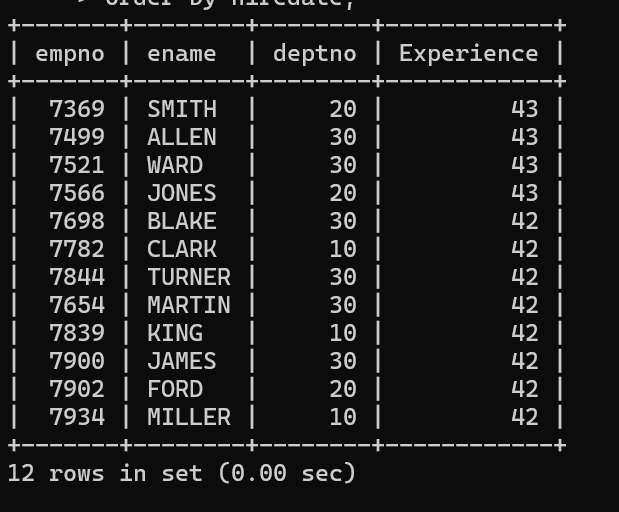 -> order by hiredate;
+-------+--------+--------+------------+
| empno | ename  | deptno | Experience |
+-------+--------+--------+------------+
|  7369 | SMITH  |     20 |         43 |
|  7499 | ALLEN  |     30 |         43 |
|  7521 | WARD   |     30 |         43 |
|  7566 | JONES  |     20 |         43 |
|  7698 | BLAKE  |     30 |         42 |
|  7782 | CLARK  |     10 |         42 |
|  7844 | TURNER |     30 |         42 |
|  7654 | MARTIN |     30 |         42 |
|  7839 | KING   |     10 |         42 |
|  7900 | JAMES  |     30 |         42 |
|  7902 | FORD   |     20 |         42 |
|  7934 | MILLER |     10 |         42 |
+-------+--------+--------+------------+
12 rows in set (0.00 sec)